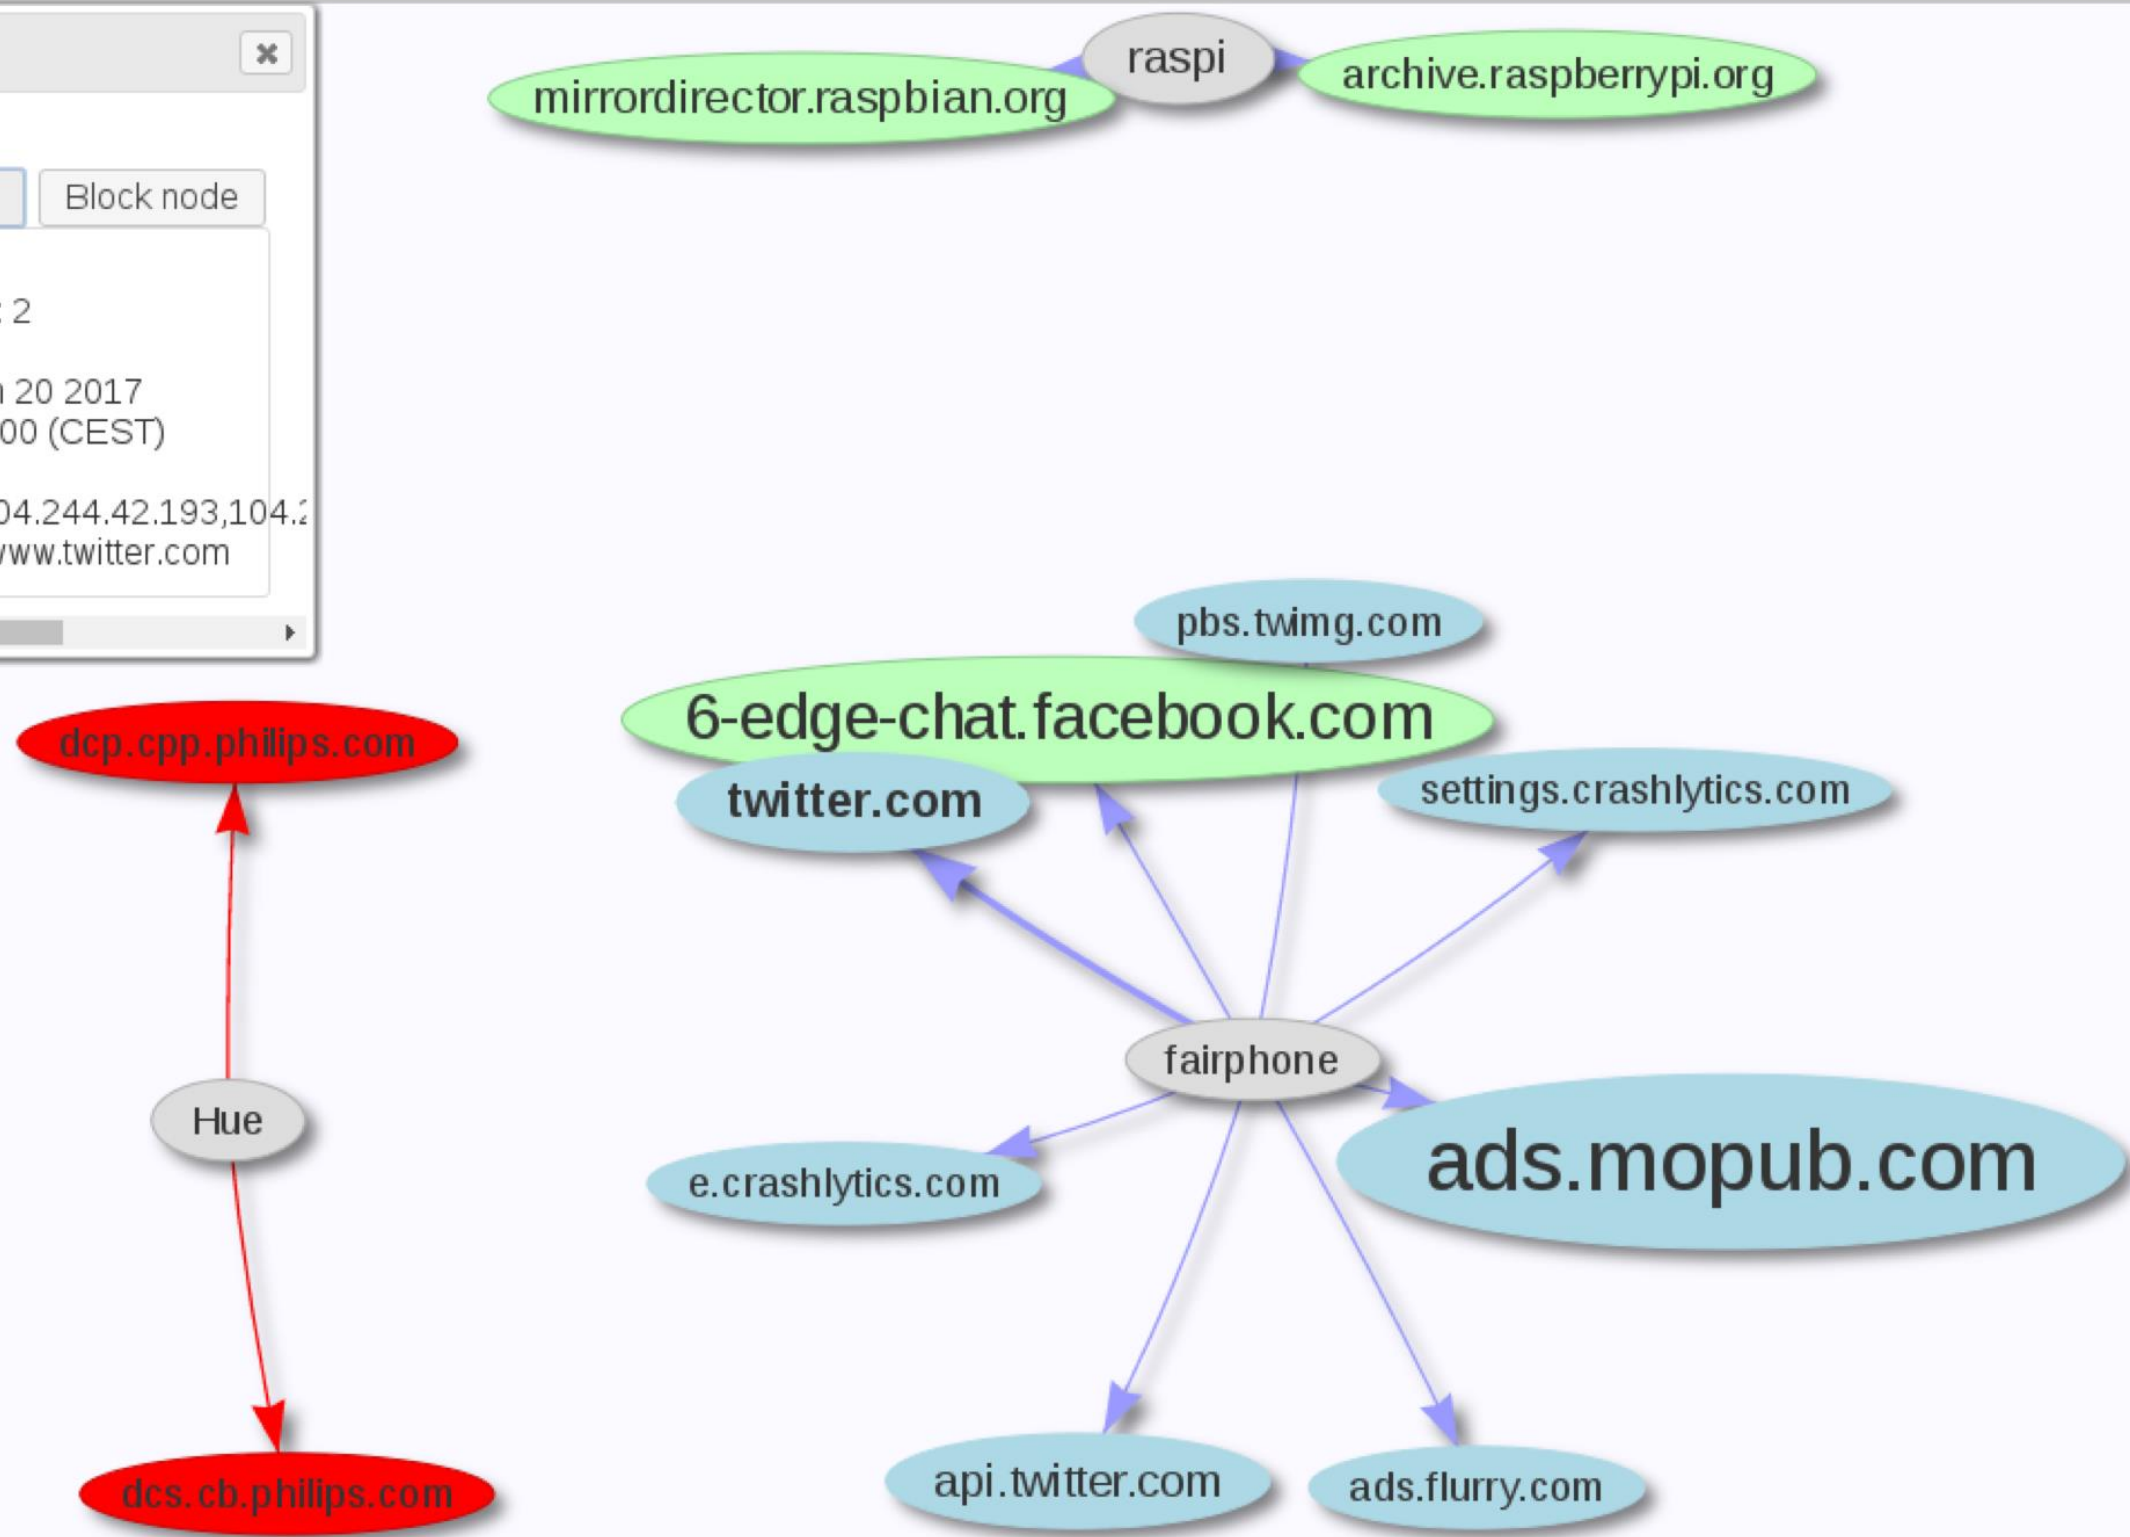 raspi
mirrordirector.raspbian.org
archive.raspberrypi.org
Block node
: 2
20 2017
00 (CEST)
04.244.42.193,104.2
www.twitter.com
pbs.twimg.com
6-edge-chat.facebook.com
twitter.com
settings.crashlytics.com
dcp.cpp.philips.com
fairphone
Hue
ads.mopub.com
e.crashlytics.com
api.twitter.com
ads.flurry.com
dcs.cb.philips.com